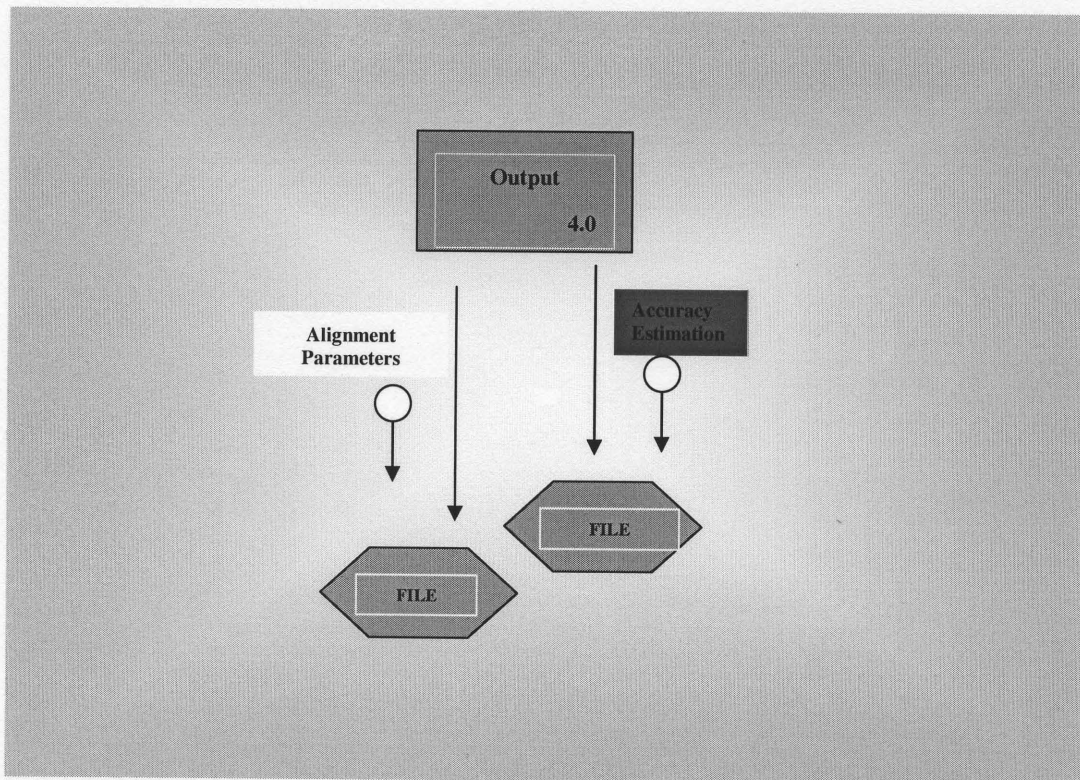 Output
4.0
Accuracy
Estimation
Alignment
Parameters
FILE
FILE